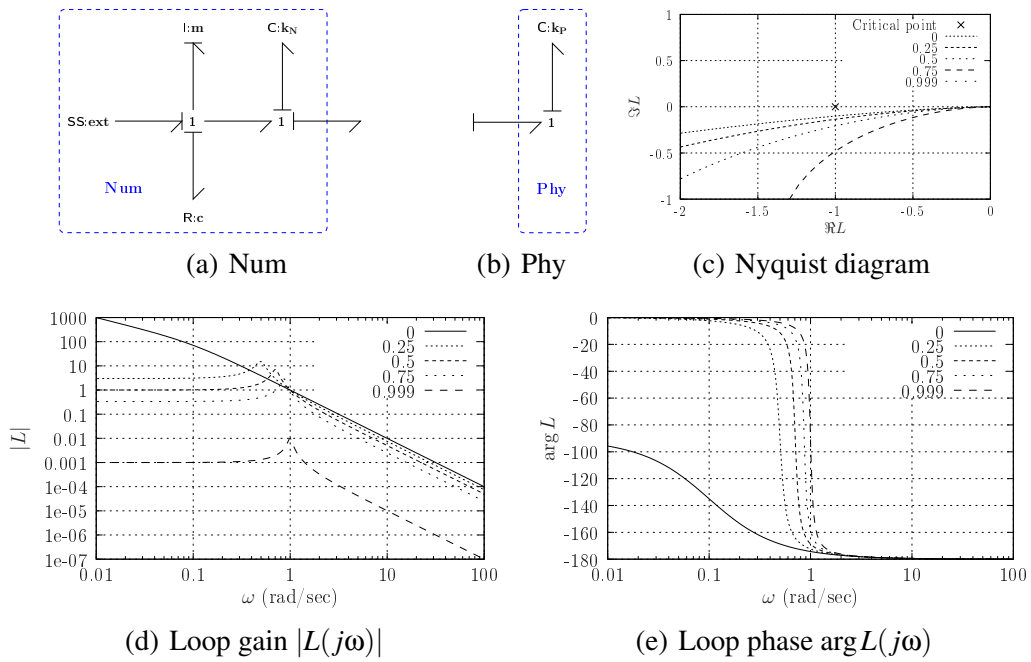 I:m
C:kN
SS:ext
1
1
Num
R:c
(a) Num
C:kP
1
Phy
(b) Phy
1
0.5
0
-0.5
-1
ℑL
-2
-1.5
-1
-0.5
0
ℜL
Critical point
0
0.25
0.5
0.75
0.999
(c) Nyquist diagram
1000
100
10
1
0.1
0.01
0.001
1e-04
1e-05
1e-06
1e-07
|L|
0.01
0.1
1
10
100
ω (rad/sec)
0
0.25
0.5
0.75
0.999
(d) Loop gain |L(jω)|
0
-20
-40
-60
-80
-100
-120
-140
-160
-180
arg L
0.01
0.1
1
10
100
ω (rad/sec)
0
0.25
0.5
0.75
0.999
(e) Loop phase arg L(jω)